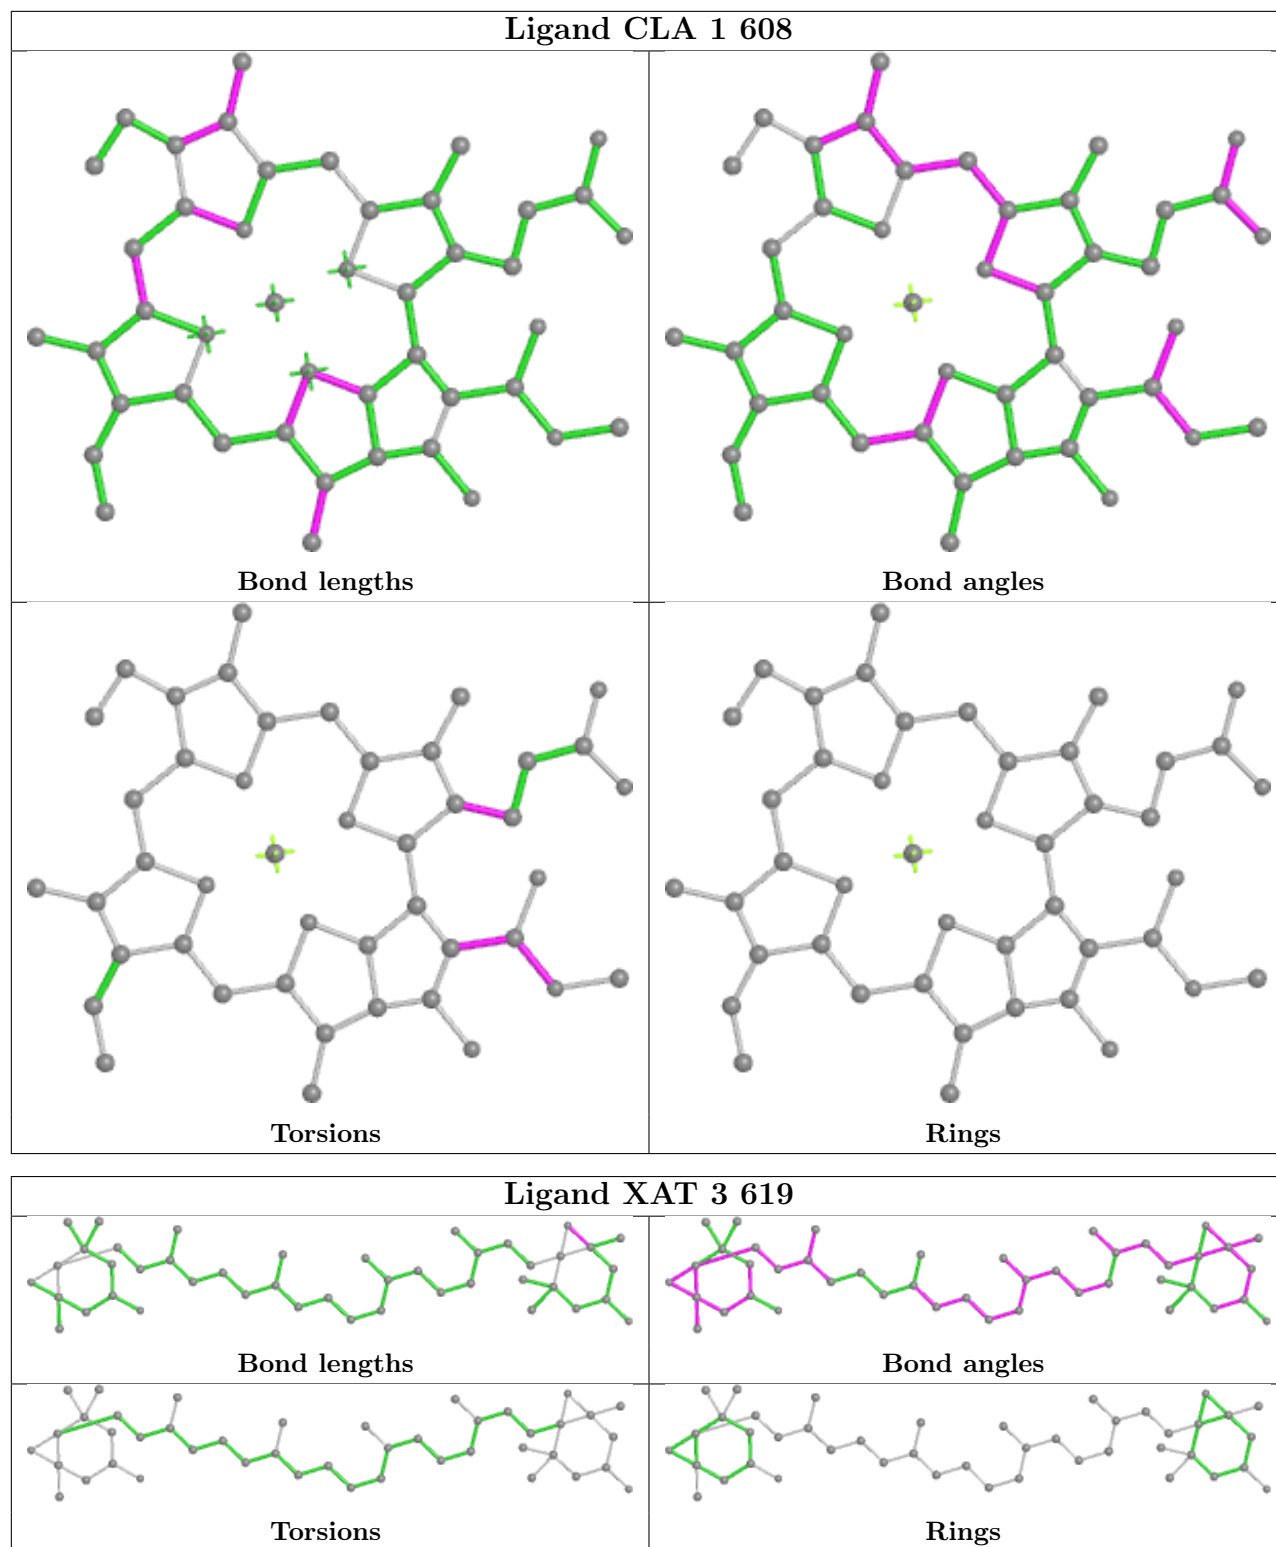 Ligand CLA 1 608
Bond lengths
Bond angles
Torsions
Rings
Ligand XAT 3 619
Bond lengths
Bond angles
Torsions
Rings